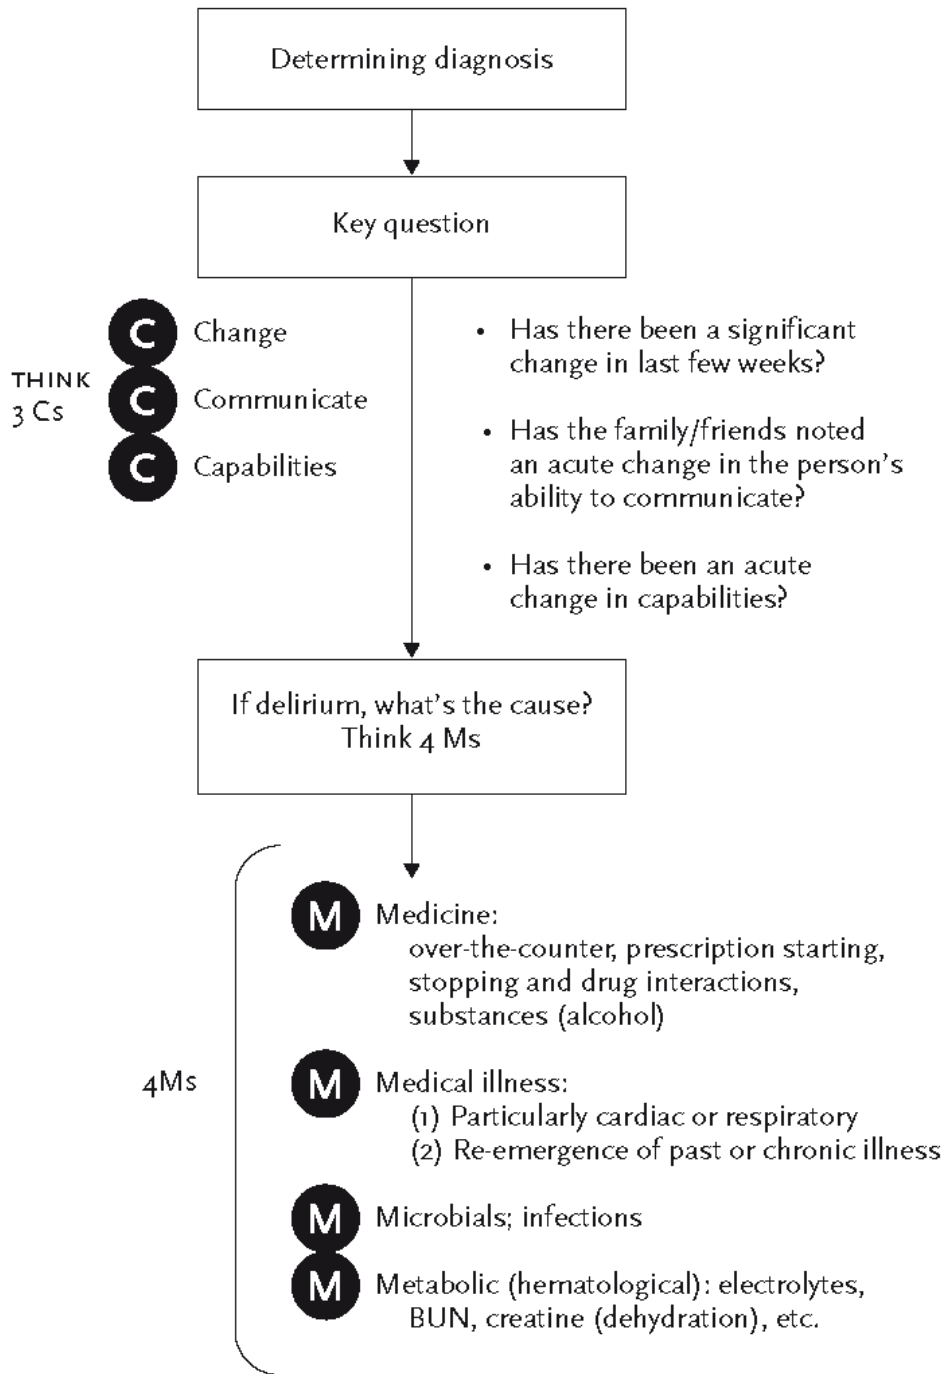 Determining diagnosis
Key question
THINK
3 Cs
C Change
C Communicate
C Capabilities
• Has there been a significant
change in last few weeks?
• Has the family/friends noted
an acute change in the person's
ability to communicate?
• Has there been an acute
change in capabilities?
If delirium, what's the cause?
Think 4 Ms
4Ms
M Medicine:
over-the-counter, prescription starting,
stopping and drug interactions,
substances (alcohol)
M Medical illness:
(1) Particularly cardiac or respiratory
(2) Re-emergence of past or chronic illness
M Microbials; infections
M Metabolic (hematological): electrolytes,
BUN, creatine (dehydration), etc.